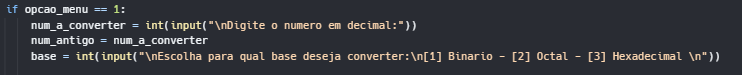 if opcao_menu == 1:
    num_a_converter = int(input("\nDigite o numero em decimal:"))
    num_antigo = num_a_converter
    base = int(input("\nEscolha para qual base deseja converter:\n[1] Binario - [2] Octal - [3] Hexadecimal \n"))